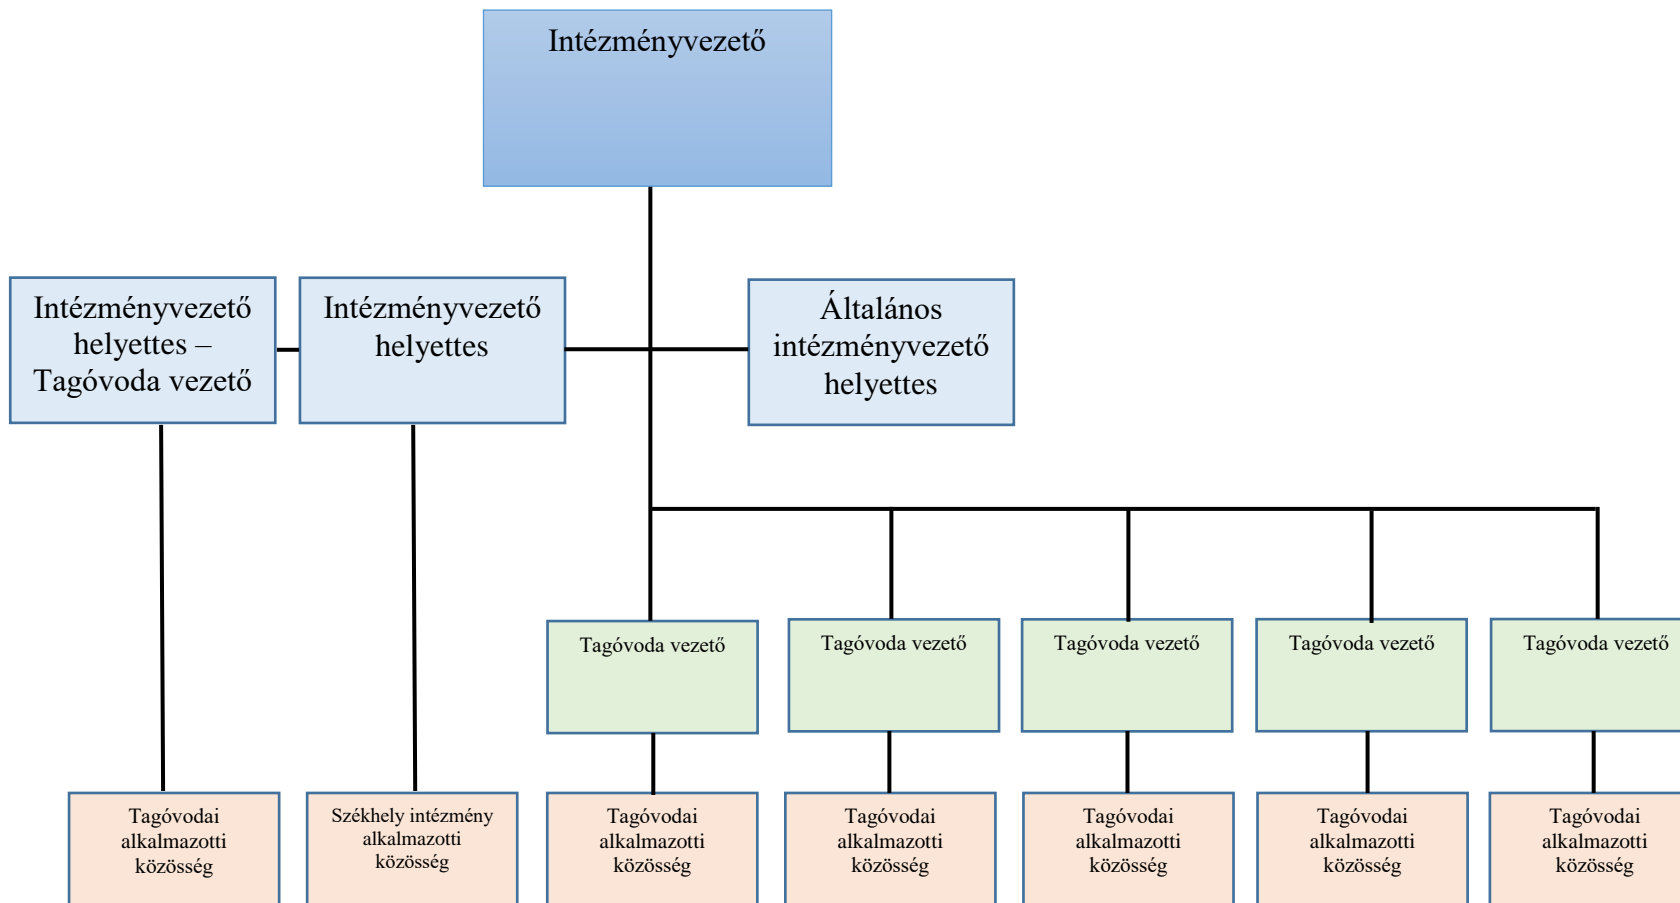 Intézményvezető
Intézményvezető
helyettes –
Tagóvoda vezető
Intézményvezető
helyettes
Általános
intézményvezető
helyettes
Tagóvoda vezető
Tagóvoda vezető
Tagóvoda vezető
Tagóvoda vezető
Tagóvoda vezető
Tagóvodai
alkalmazotti
közösség
Székhely intézmény
alkalmazotti
közösség
Tagóvodai
alkalmazotti
közösség
Tagóvodai
alkalmazotti
közösség
Tagóvodai
alkalmazotti
közösség
Tagóvodai
alkalmazotti
közösség
Tagóvodai
alkalmazotti
közösség